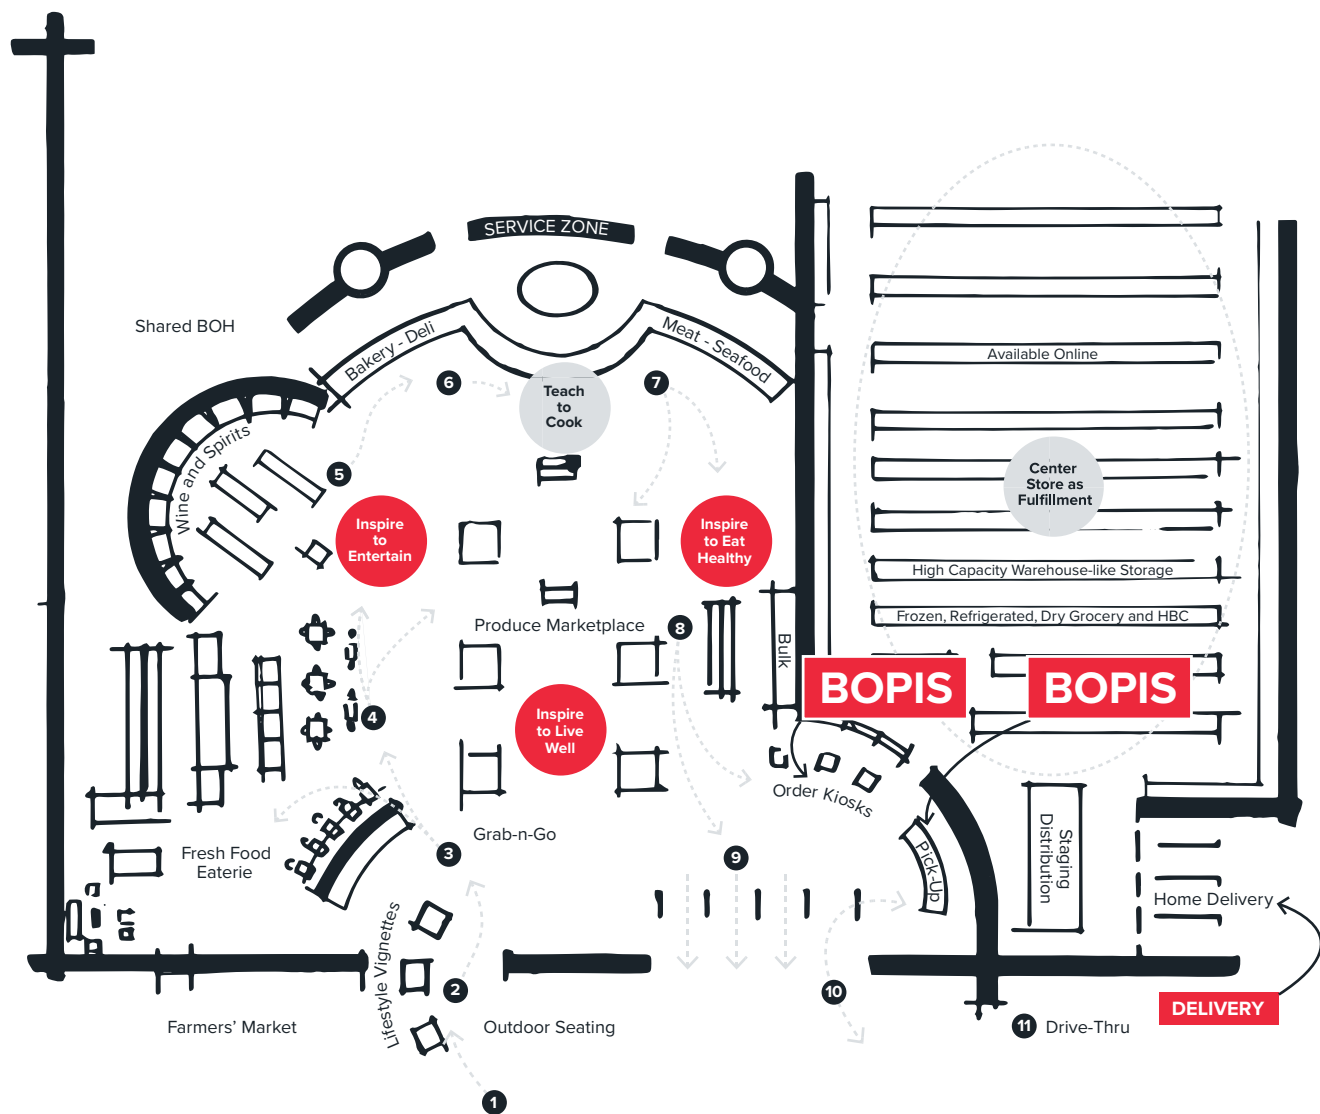 SERVICE ZONE
Shared BOH
Bakery - Deli
Meat - Seafood
Available Online
6
7
Teach
to
Cook
Wine and Spirits
5
Center
Store as
Fulfillment
Inspire
to
Entertain
Inspire
to Eat
Healthy
High Capacity Warehouse-like Storage
Frozen, Refrigerated, Dry Grocery and HBC
Produce Marketplace
8
Bulk
BOPIS
BOPIS
4
Inspire
to Live
Well
Order Kiosks
Grab-n-Go
3
Fresh Food
Eaterie
9
Pick-Up
Staging
Distribution
Home Delivery
Lifestyle Vignettes
2
10
DELIVERY
Farmers' Market
Outdoor Seating
11 Drive-Thru
1